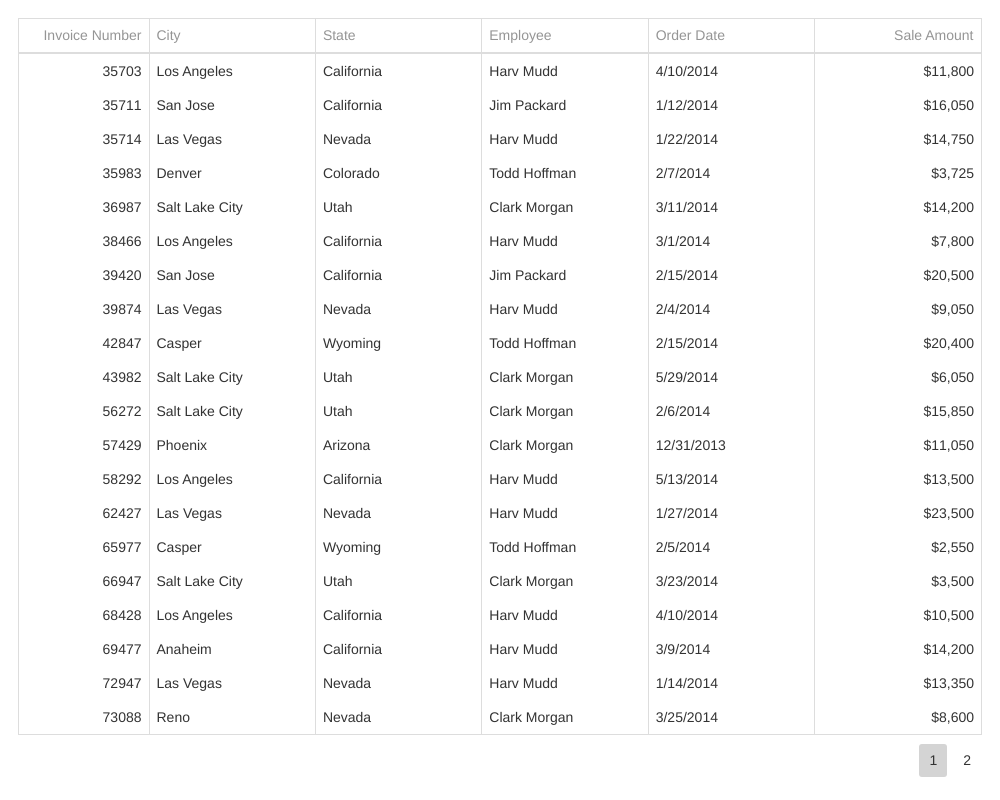 Invoice Number City State Employee Order Date Sale Amount
35703 Los Angeles California Harv Mudd 4/10/2014 $11,800
35711 San Jose California Jim Packard 1/12/2014 $16,050
35714 Las Vegas Nevada Harv Mudd 1/22/2014 $14,750
35983 Denver Colorado Todd Hoffman 2/7/2014 $3,725
36987 Salt Lake City Utah Clark Morgan 3/11/2014 $14,200
38466 Los Angeles California Harv Mudd 3/1/2014 $7,800
39420 San Jose California Jim Packard 2/15/2014 $20,500
39874 Las Vegas Nevada Harv Mudd 2/4/2014 $9,050
42847 Casper Wyoming Todd Hoffman 2/15/2014 $20,400
43982 Salt Lake City Utah Clark Morgan 5/29/2014 $6,050
56272 Salt Lake City Utah Clark Morgan 2/6/2014 $15,850
57429 Phoenix Arizona Clark Morgan 12/31/2013 $11,050
58292 Los Angeles California Harv Mudd 5/13/2014 $13,500
62427 Las Vegas Nevada Harv Mudd 1/27/2014 $23,500
65977 Casper Wyoming Todd Hoffman 2/5/2014 $2,550
66947 Salt Lake City Utah Clark Morgan 3/23/2014 $3,500
68428 Los Angeles California Harv Mudd 4/10/2014 $10,500
69477 Anaheim California Harv Mudd 3/9/2014 $14,200
72947 Las Vegas Nevada Harv Mudd 1/14/2014 $13,350
73088 Reno Nevada Clark Morgan 3/25/2014 $8,600
1 2